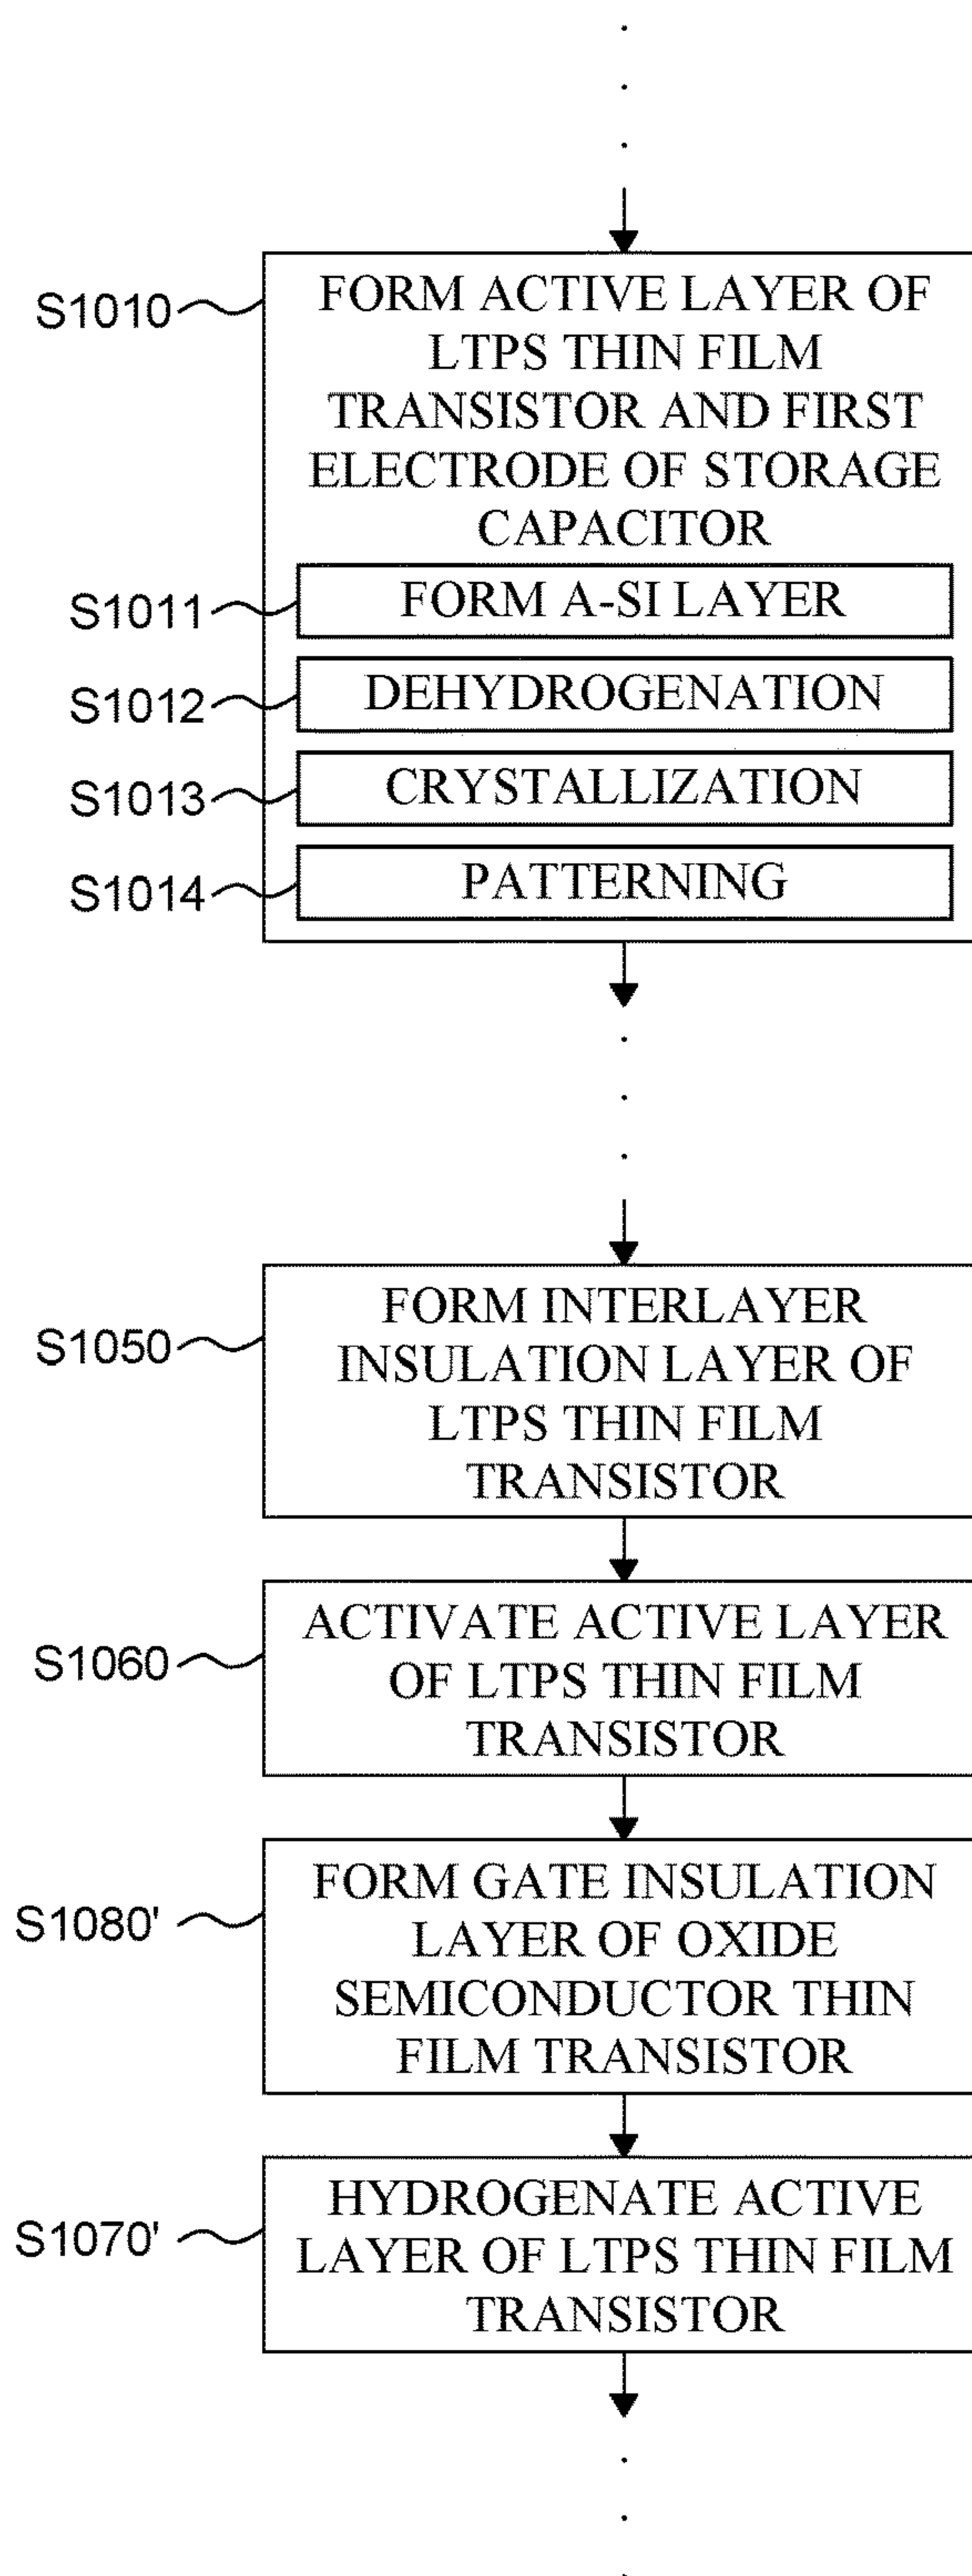 S1010
FORM ACTIVE LAYER OF
LTPS THIN FILM
TRANSISTOR AND FIRST
ELECTRODE OF STORAGE
CAPACITOR
S1011
FORM A-SI LAYER
S1012
DEHYDROGENATION
S1013
CRYSTALLIZATION
S1014
PATTERNING
S1050
FORM INTERLAYER
INSULATION LAYER OF
LTPS THIN FILM
TRANSISTOR
S1060
ACTIVATE ACTIVE LAYER
OF LTPS THIN FILM
TRANSISTOR
S1080'
FORM GATE INSULATION
LAYER OF OXIDE
SEMICONDUCTOR THIN
FILM TRANSISTOR
S1070'
HYDROGENATE ACTIVE
LAYER OF LTPS THIN FILM
TRANSISTOR